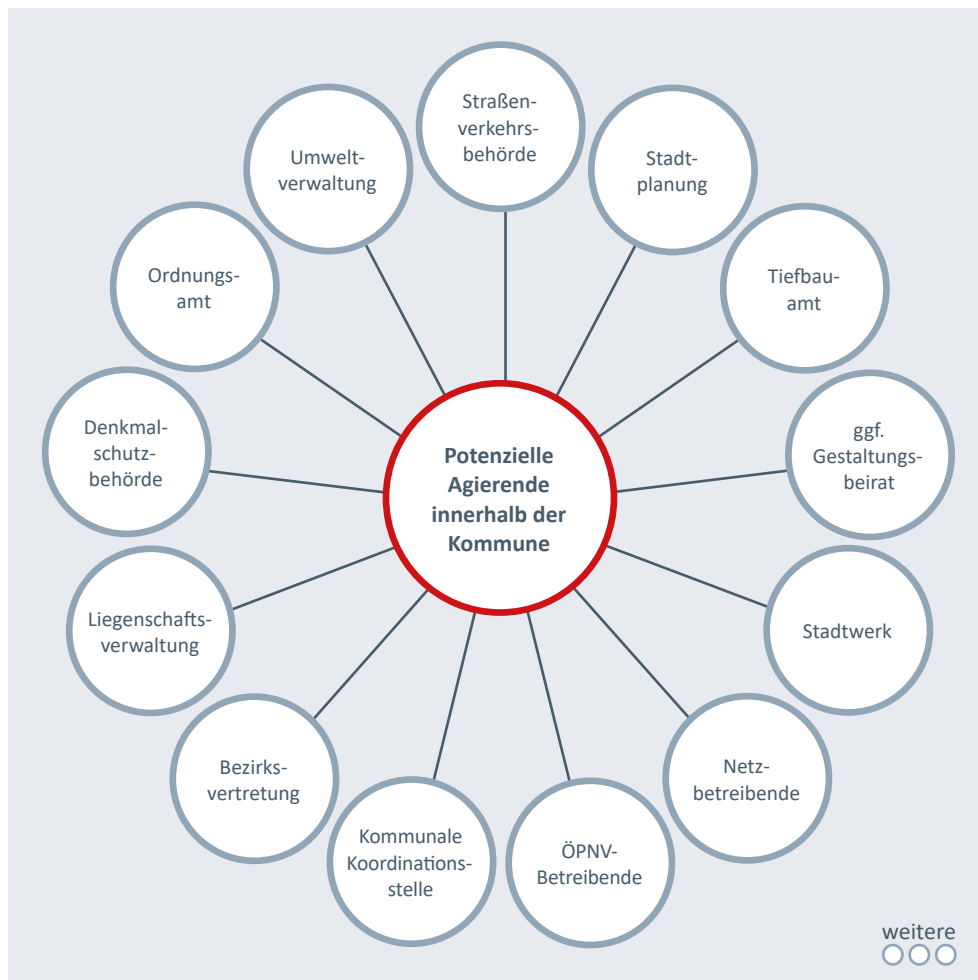 Straßen-
verkehrs-
behörde
Stadt-
planung
Tiefbau-
amt
ggf.
Gestaltungs-
beirat
Stadtwerk
Netz-
betreibende
ÖPNV-
Betreibende
Kommunale
Koordinations-
stelle
Bezirks-
vertretung
Liegenschafts-
verwaltung
Denkmal-
schutz-
behörde
Ordnungs-
amt
Umwelt-
verwaltung
Potenzielle
Agierende
innerhalb der
Kommune
weitere